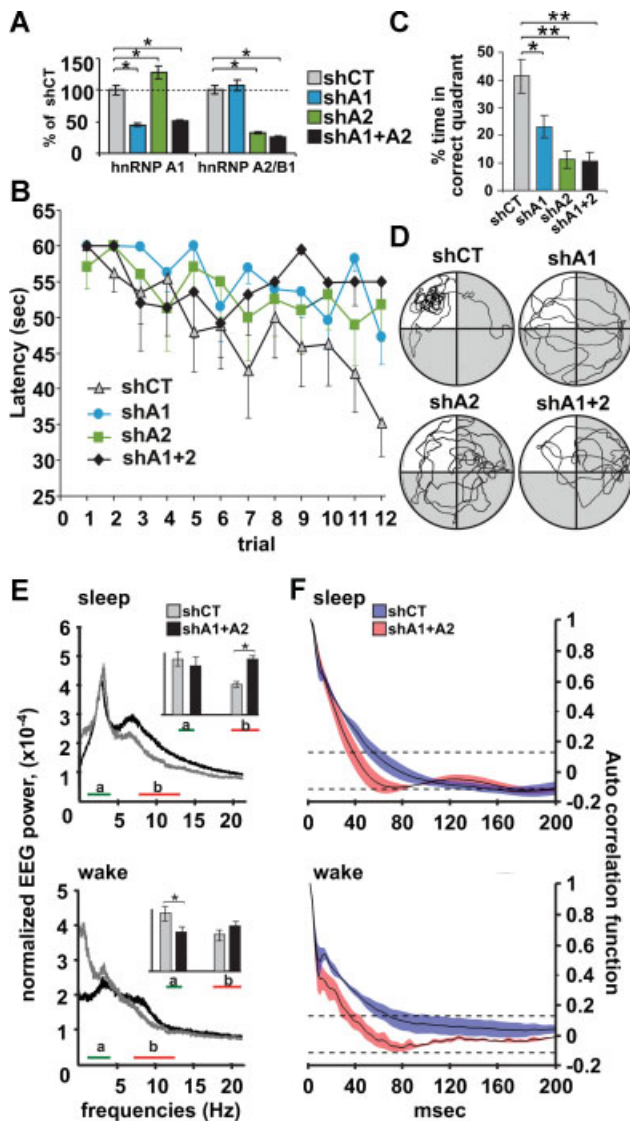 A
% of shCT
100
50
0
*
*
*
*
*
hnRNP A1
hnRNP A2/B1
shCT
shA1
shA2
shA1+A2
C
% time in correct quadrant
50
40
30
20
10
0
*
**
**
shCT
shA1
shA2
shA1+2
B
Latency (sec)
65
60
55
50
45
40
35
30
25
shCT
shA1
shA2
shA1+2
0 1 2 3 4 5 6 7 8 9 10 11 12
trial
D
shCT
shA1
shA2
shA1+2
E
sleep
shCT
shA1+A2
*
a
b
6
5
4
3
2
1
0
a
b
5 10 15 20
wake
*
a
b
5
4
3
2
1
0
a
b
5 10 15 20
normalized EEG power, (x10-4)
frequencies (Hz)
F
sleep
shCT
shA1+A2
1
0.8
0.6
0.4
0.2
0
-0.2
0 40 80 120 160 200
wake
1
0.8
0.6
0.4
0.2
0
-0.2
0 40 80 120 160 200
Auto correlation function
msec